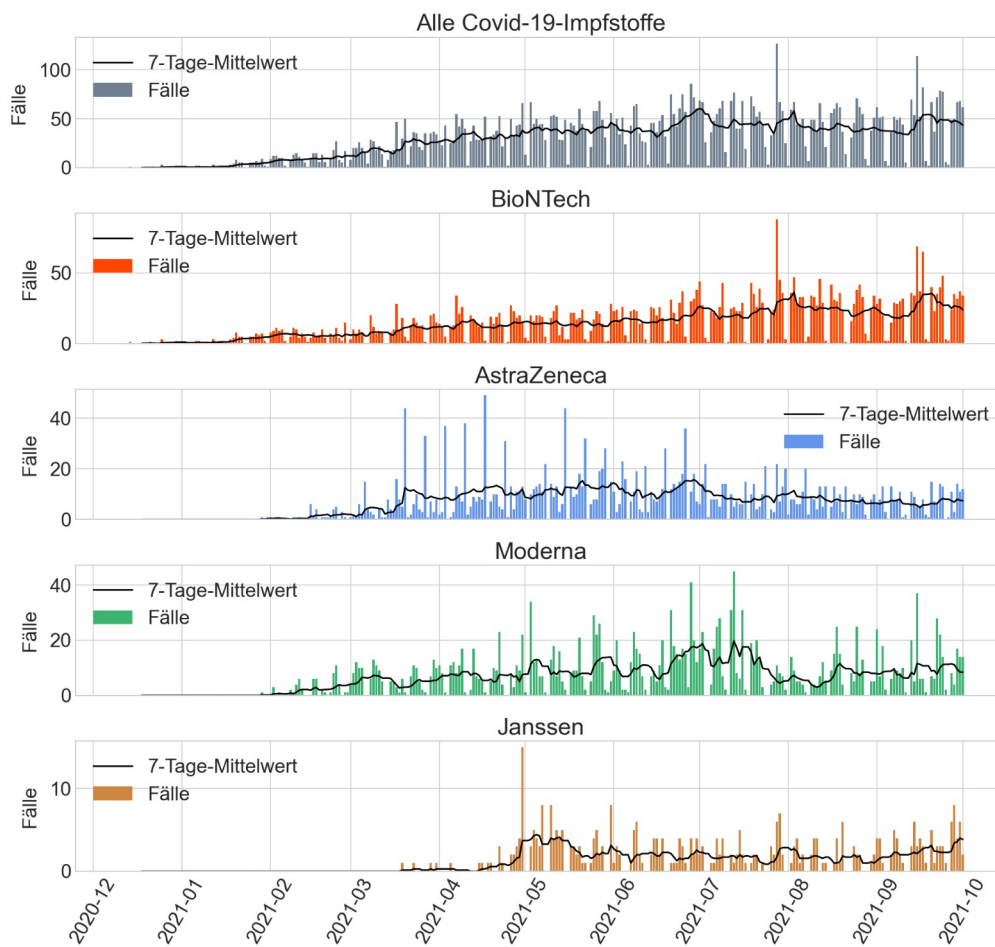 Alle Covid-19-Impfstoffe
Fälle
100
50
0
7-Tage-Mittelwert
Fälle
BioNTech
Fälle
50
0
7-Tage-Mittelwert
Fälle
AstraZeneca
Fälle
40
20
0
7-Tage-Mittelwert
Fälle
Moderna
Fälle
40
20
0
7-Tage-Mittelwert
Fälle
Janssen
Fälle
10
0
7-Tage-Mittelwert
Fälle
2020-12
2021-01
2021-02
2021-03
2021-04
2021-05
2021-06
2021-07
2021-08
2021-09
2021-10